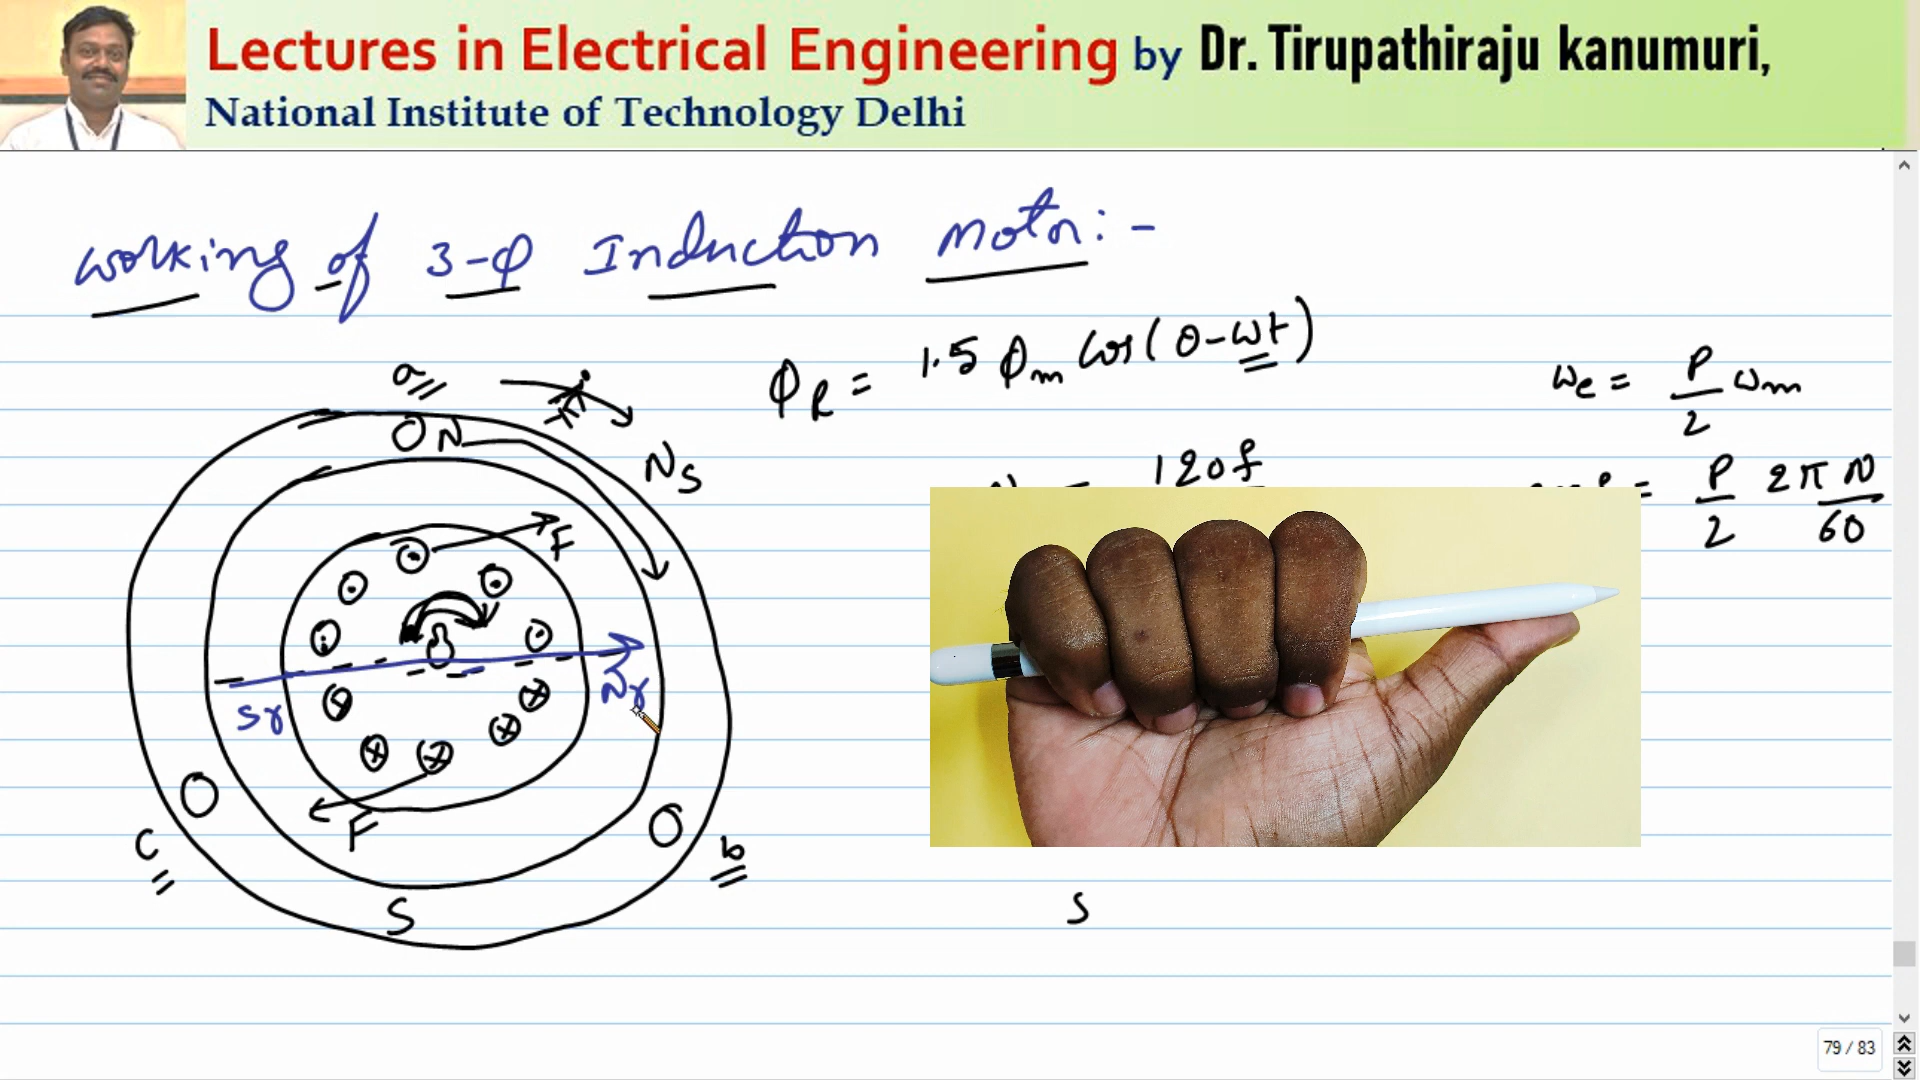 Lectures in Electrical Engineering by Dr. Tirupathiraju kanumuri,
National Institute of Technology Delhi
working of 3-φ Induction motor:-
φR = 1.5 φm Cos(θ-ωt)
ωe = P/2 ωm
120f
= P/2 2πN/60
a
O N
NS
F
Sr
Nr
F
C
b
S
S
79 / 83